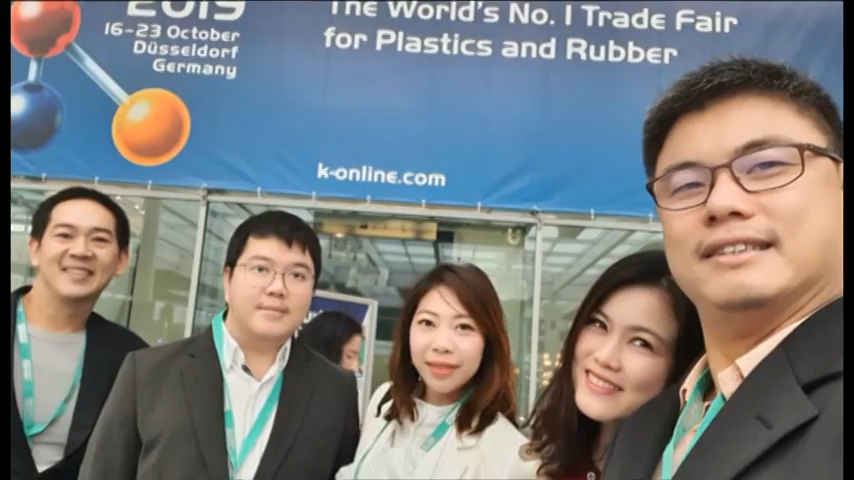 2019
16-23 October
Düsseldorf
Germany
The World's No. 1 Trade Fair
for Plastics and Rubber
k-online.com